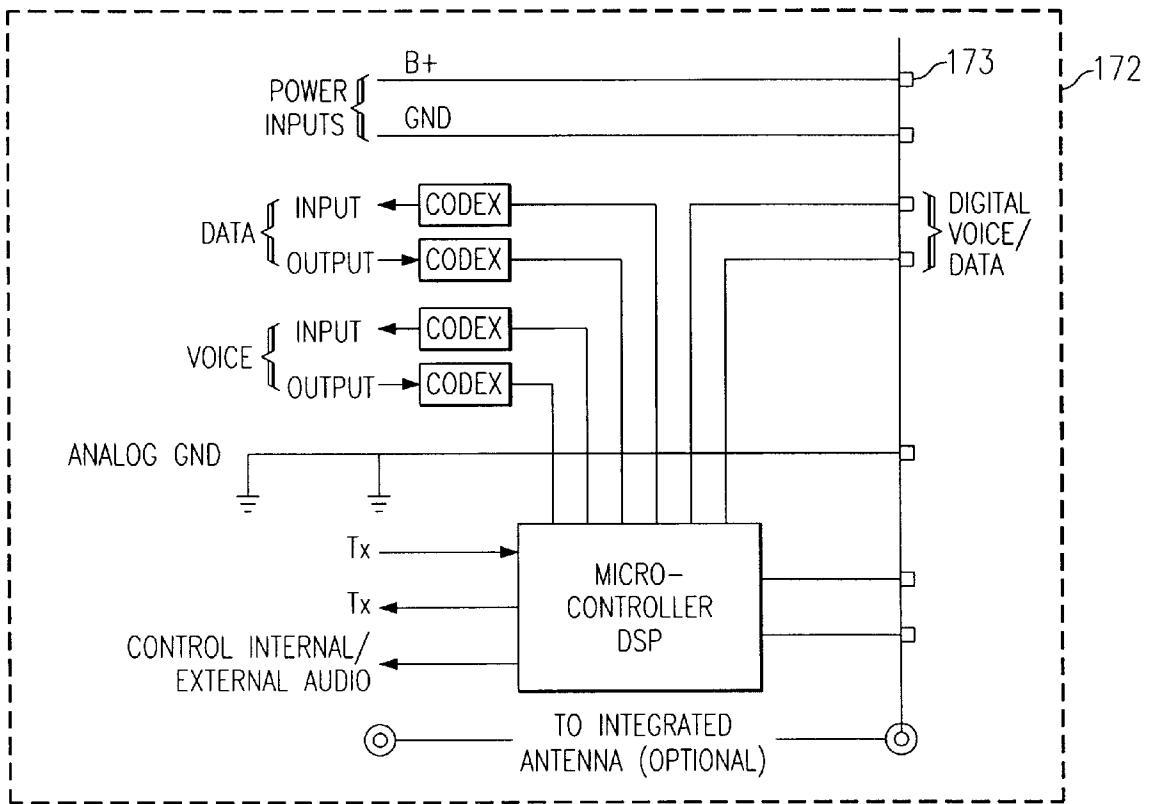 B+
173
172
POWER
INPUTS
GND
INPUT
CODEX
DATA
OUTPUT
CODEX
DIGITAL
VOICE/
DATA
INPUT
CODEX
VOICE
OUTPUT
CODEX
ANALOG GND
Tx
Tx
CONTROL INTERNAL/
EXTERNAL AUDIO
MICRO-
CONTROLLER
DSP
TO INTEGRATED
ANTENNA (OPTIONAL)